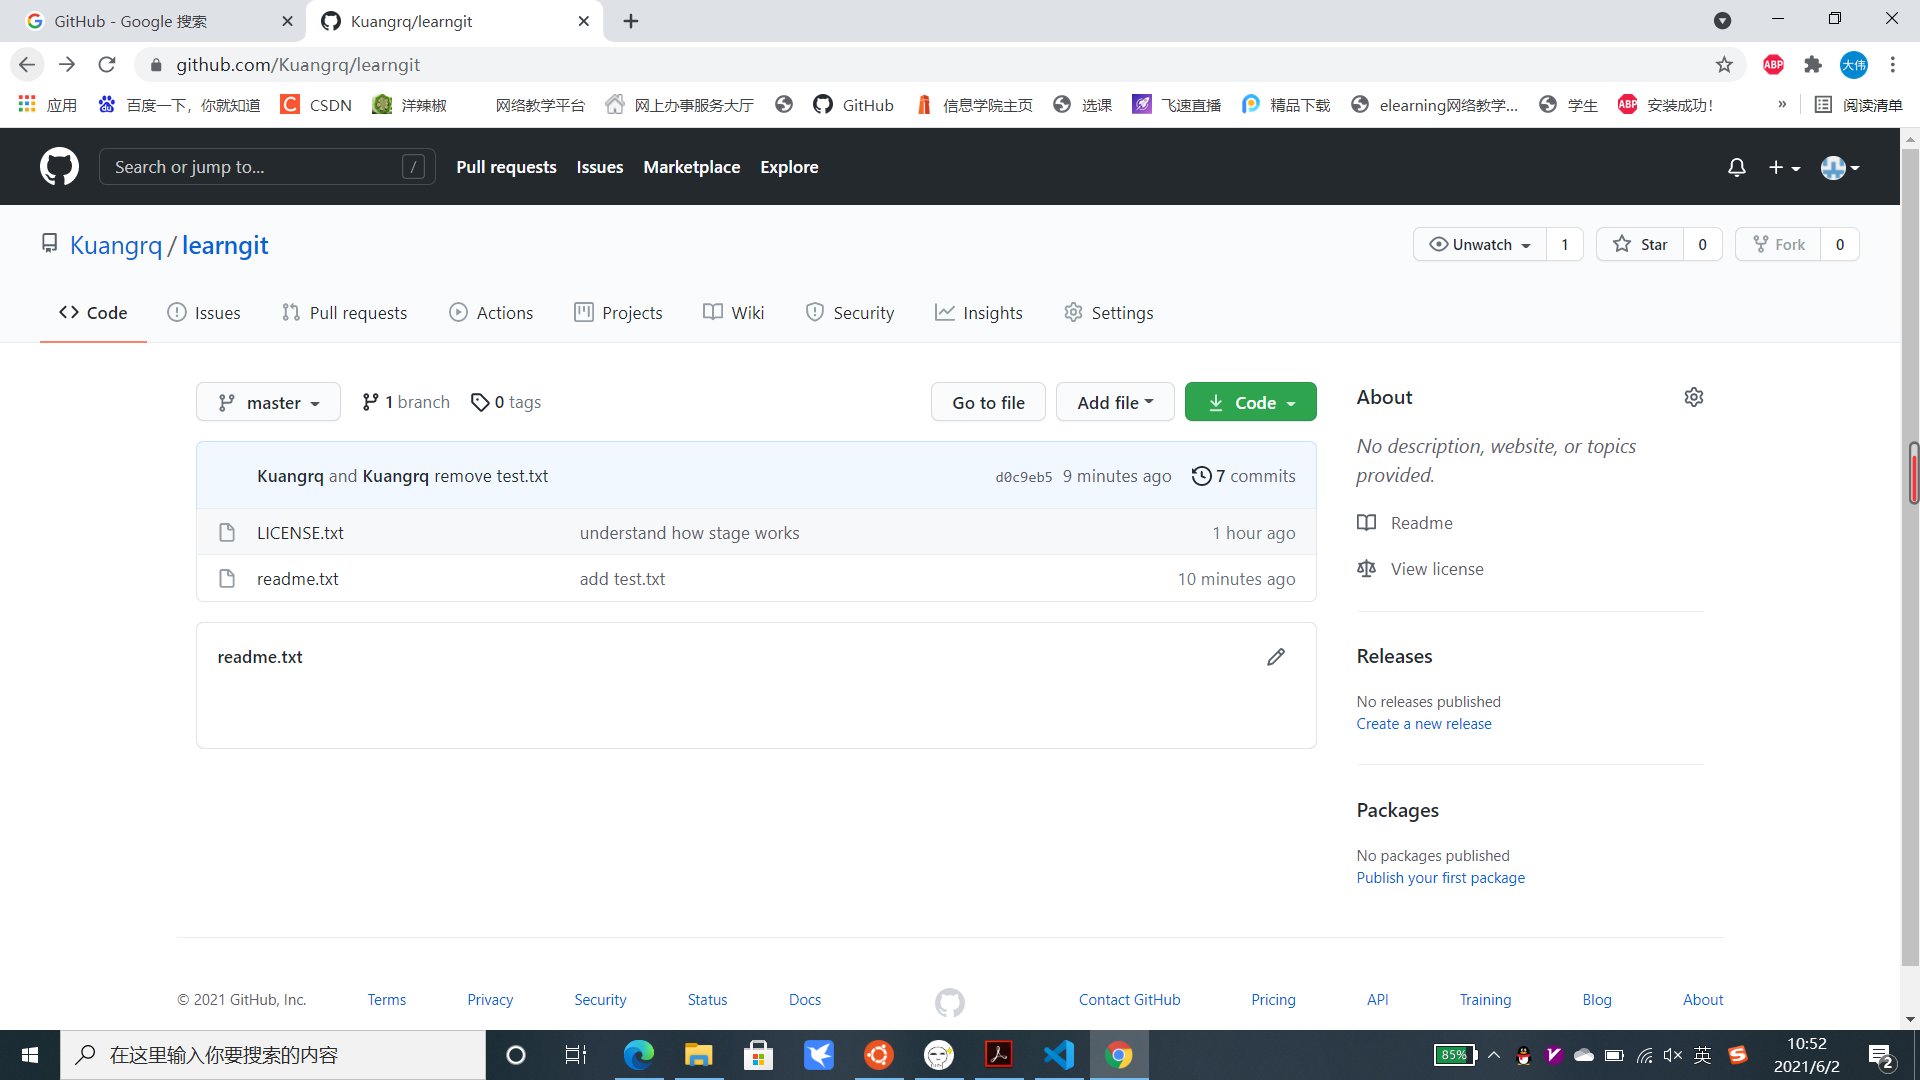 GitHub - Google 搜索
Kuangrq/learngit
github.com/Kuangrq/learngit
ABP
大伟
应用
百度一下，你就知道
C CSDN
洋辣椒
网络教学平台
网上办事服务大厅
GitHub
信息学院主页
选课
飞速直播
精品下载
elearning网络教学...
学生
ABP 安装成功!
»
阅读清单
Search or jump to... /
Pull requests
Issues
Marketplace
Explore
Kuangrq / learngit
Unwatch 1
Star 0
Fork 0
Code
Issues
Pull requests
Actions
Projects
Wiki
Security
Insights
Settings
master
1 branch
0 tags
Go to file
Add file
Code
Kuangrq and Kuangrq remove test.txt
d0c9eb5 9 minutes ago
7 commits
LICENSE.txt understand how stage works 1 hour ago
readme.txt add test.txt 10 minutes ago
readme.txt
About
No description, website, or topics
provided.
Readme
View license
Releases
No releases published
Create a new release
Packages
No packages published
Publish your first package
© 2021 GitHub, Inc.
Terms
Privacy
Security
Status
Docs
Contact GitHub
Pricing
API
Training
Blog
About
在这里输入你要搜索的内容
85%
英
10:52
2021/6/2
2